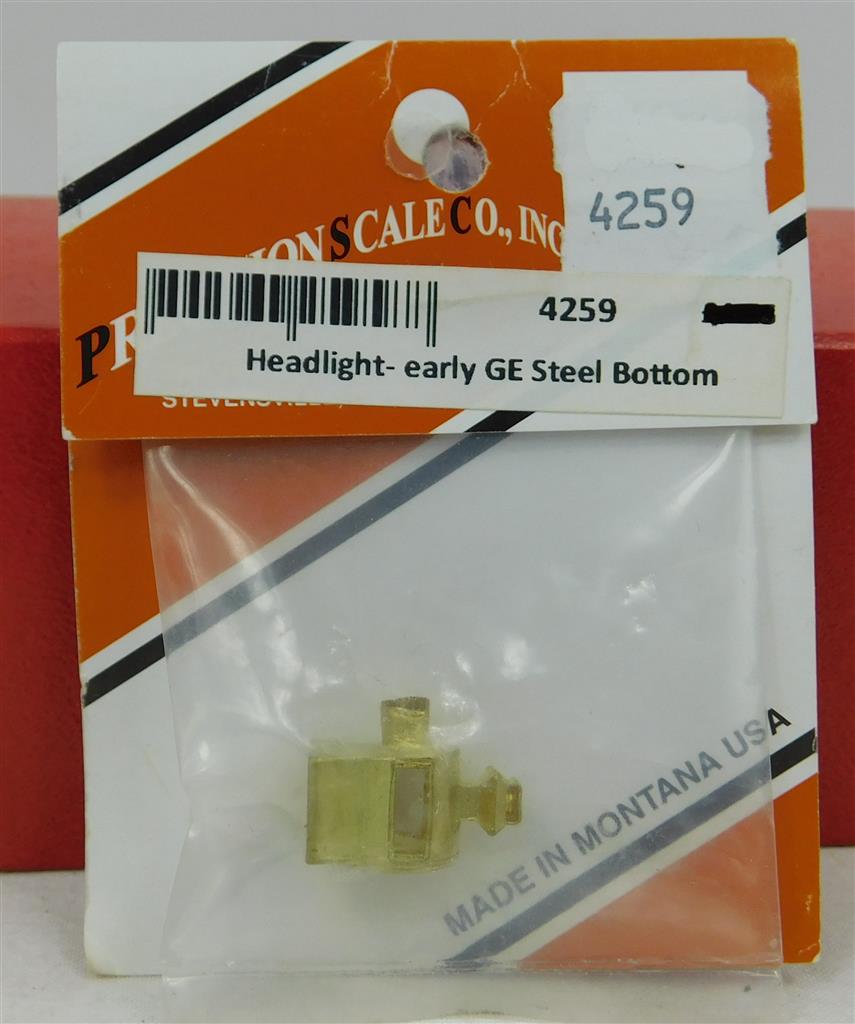 4259
SCALE CO., INC
4259
Headlight- early GE Steel Bottom
MADE IN MONTANA USA